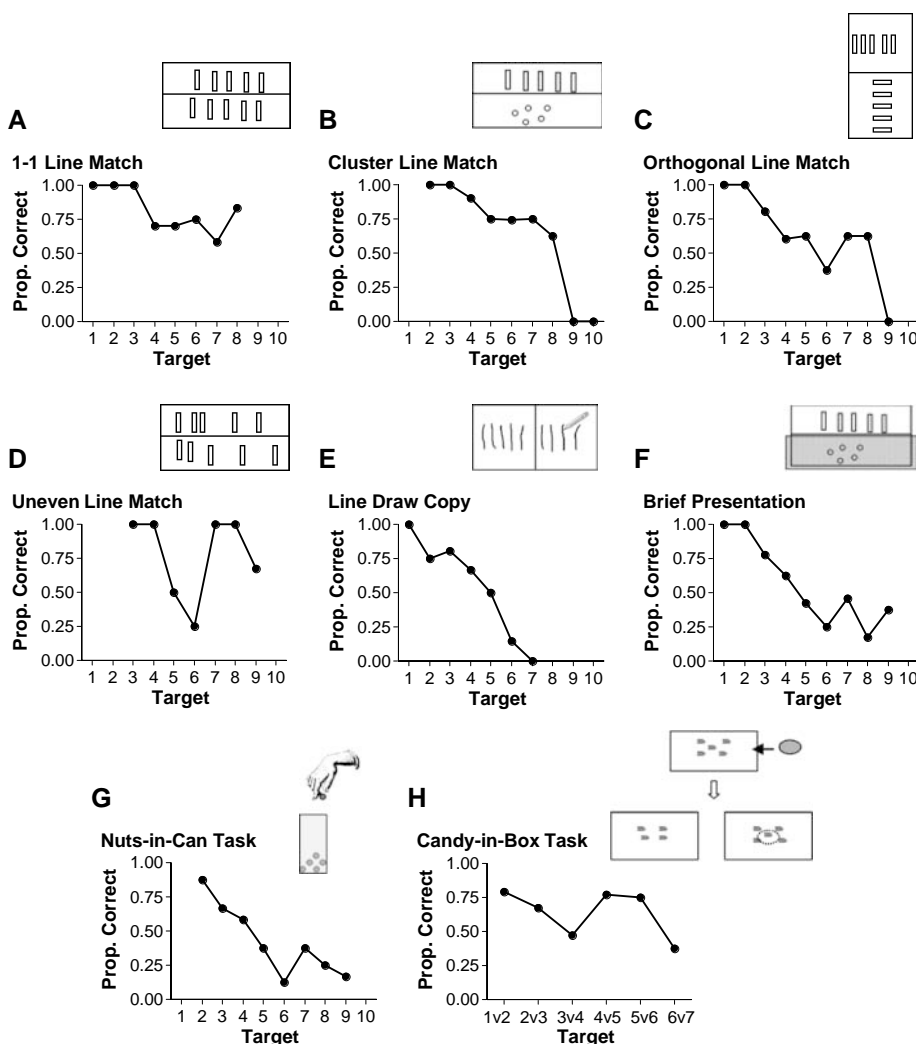 A
B
C
1-1 Line Match
Cluster Line Match
Orthogonal Line Match
Prop. Correct
1.00
0.75
0.50
0.25
0.00
1 2 3 4 5 6 7 8 9 10
Target
Prop. Correct
1.00
0.75
0.50
0.25
0.00
1 2 3 4 5 6 7 8 9 10
Target
Prop. Correct
1.00
0.75
0.50
0.25
0.00
1 2 3 4 5 6 7 8 9 10
Target
D
E
F
Uneven Line Match
Line Draw Copy
Brief Presentation
Prop. Correct
1.00
0.75
0.50
0.25
0.00
1 2 3 4 5 6 7 8 9 10
Target
Prop. Correct
1.00
0.75
0.50
0.25
0.00
1 2 3 4 5 6 7 8 9 10
Target
Prop. Correct
1.00
0.75
0.50
0.25
0.00
1 2 3 4 5 6 7 8 9 10
Target
G
H
Nuts-in-Can Task
Candy-in-Box Task
Prop. Correct
1.00
0.75
0.50
0.25
0.00
1 2 3 4 5 6 7 8 9 10
Target
Prop. Correct
1.00
0.75
0.50
0.25
0.00
1v2 2v3 3v4 4v5 5v6 6v7
Target